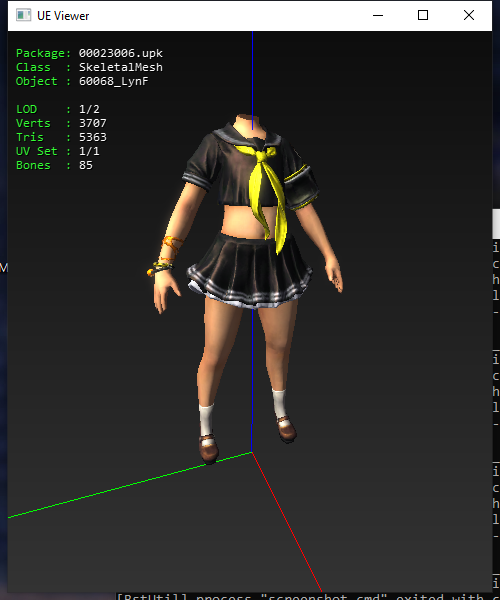 UE Viewer
Package: 00023006.upk
Class  : SkeletalMesh
Object : 60068_LynF
LOD    : 1/2
Verts  : 3707
Tris   : 5363
UV Set : 1/1
Bones  : 85
M
i
c
h
l
-
i
c
h
l
-
i
c
h
l
-
i
[BstUtil] process "screenshot.cmd" exited with c